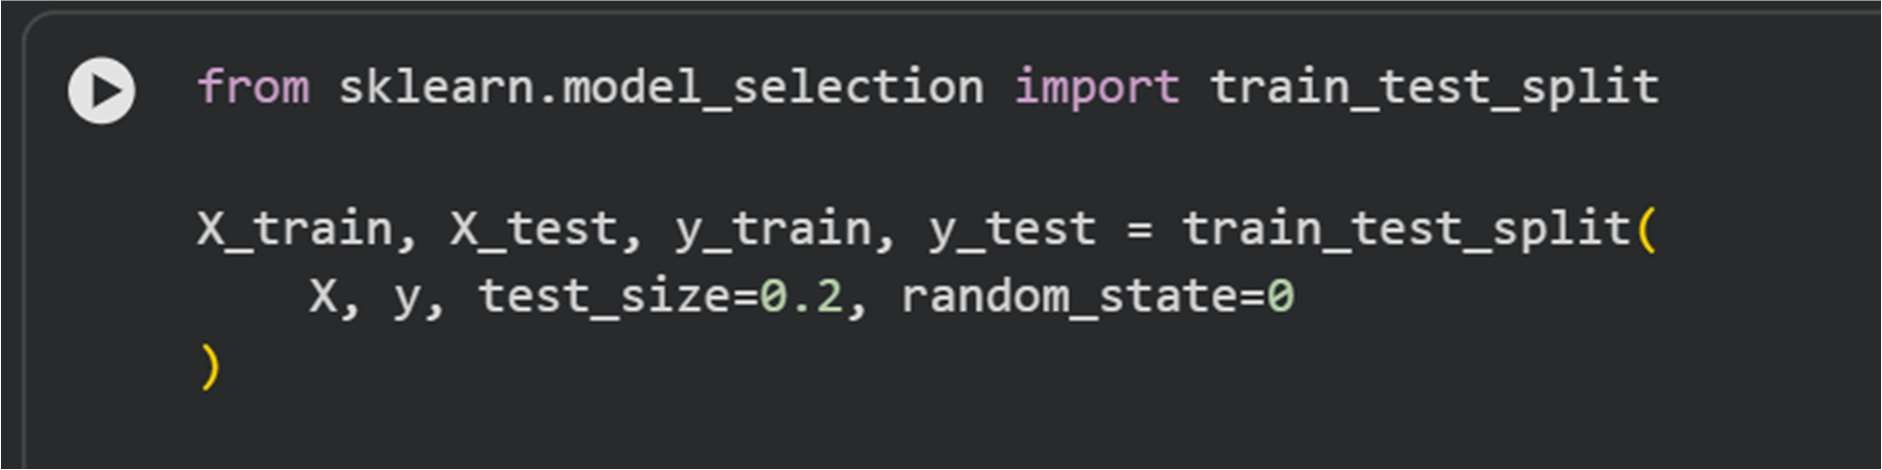 from sklearn.model_selection import train_test_split
X_train, X_test, y_train, y_test = train_test_split(
    X, y, test_size=0.2, random_state=0
)